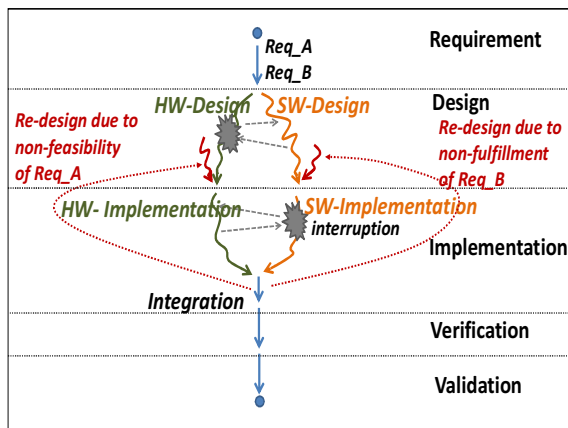 Req_A
Requirement
Req_B
HW-Design
SW-Design
Design
Re-design due to
non-feasibility
of Req_A
Re-design due to
non-fulfillment
of Req_B
HW- Implementation
SW-Implementation
interruption
Implementation
Integration
Verification
Validation